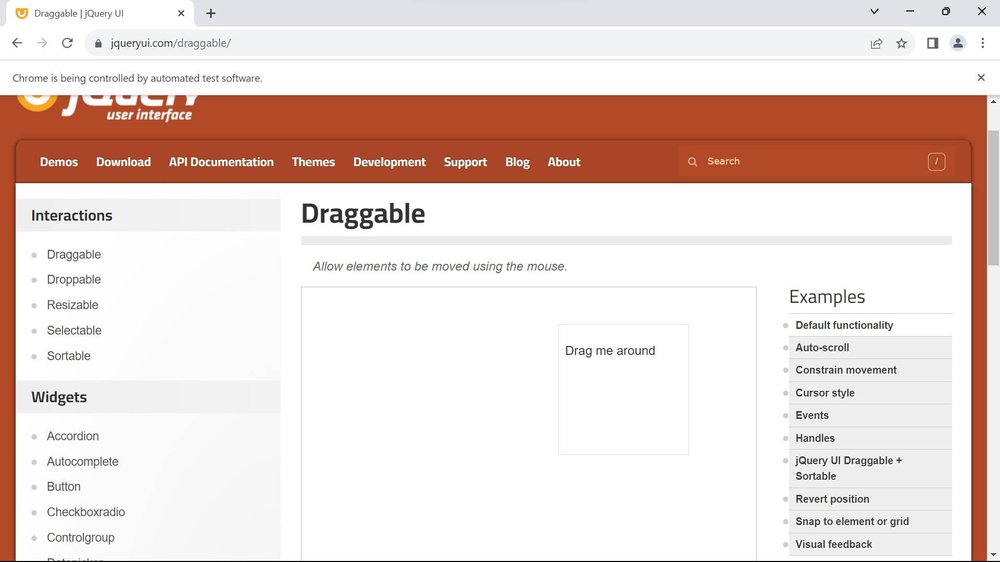 Draggable | jQuery UI
jqueryui.com/draggable/
Chrome is being controlled by automated test software.
jQuery
user interface
Demos Download API Documentation Themes Development Support Blog About Search /
Interactions
Draggable
Droppable
Resizable
Selectable
Sortable
Widgets
Accordion
Autocomplete
Button
Checkboxradio
Controlgroup
Draggable
Allow elements to be moved using the mouse.
Drag me around
Examples
Default functionality
Auto-scroll
Constrain movement
Cursor style
Events
Handles
jQuery UI Draggable +
Sortable
Revert position
Snap to element or grid
Visual feedback